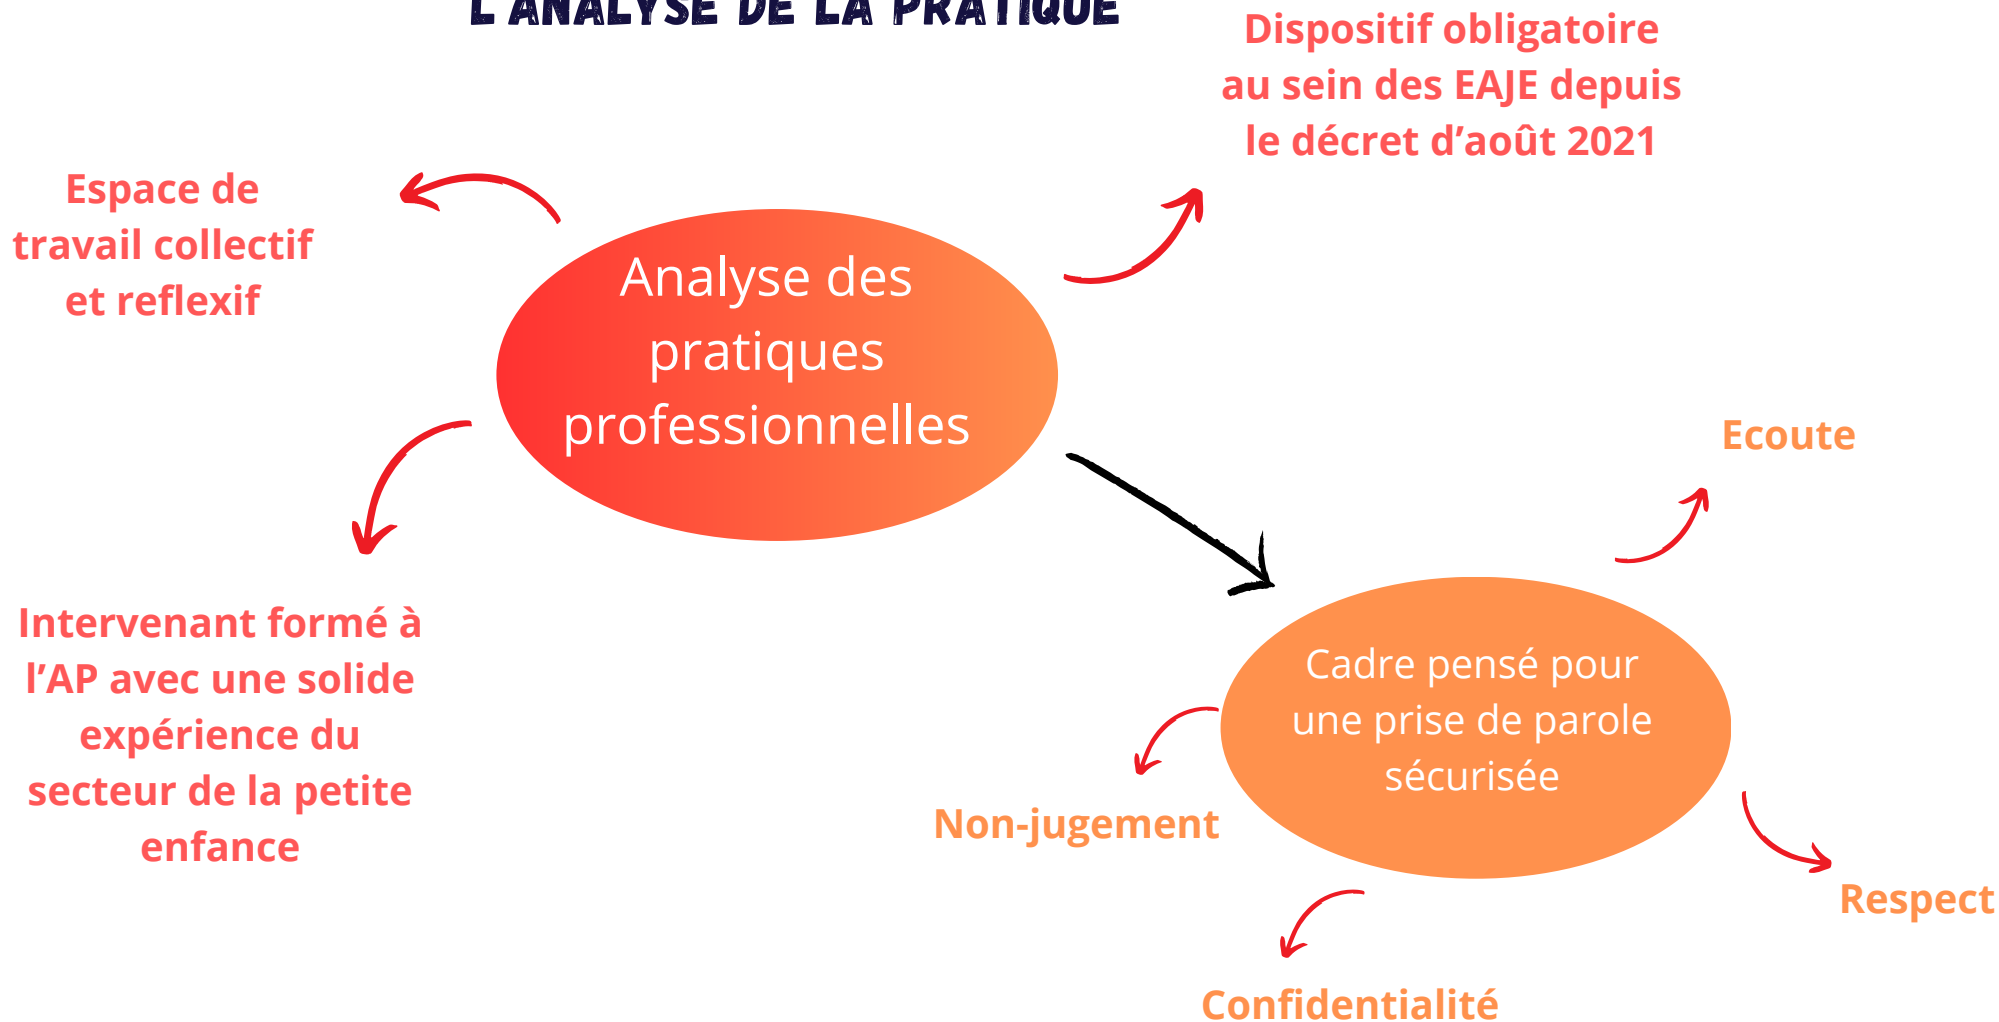 L'ANALYSE DE LA PRATIQUE
Dispositif obligatoire
au sein des EAJE depuis
le décret d’août 2021
Espace de
travail collectif
et reflexif
Analyse des
pratiques
professionnelles
Ecoute
Intervenant formé à
l’AP avec une solide
expérience du
secteur de la petite
enfance
Cadre pensé pour
une prise de parole
sécurisée
Non-jugement
Respect
Confidentialité